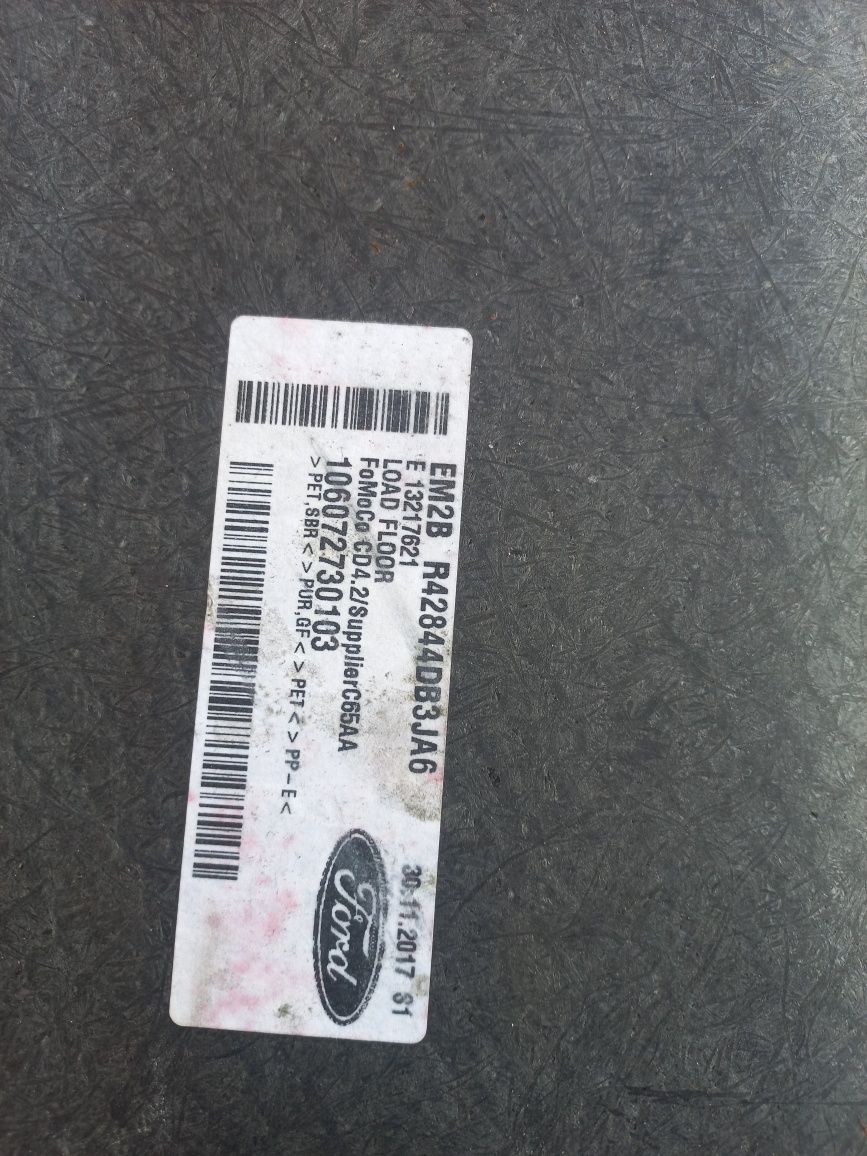 EM2B R42844DB3JA6
E 13217621
LOAD FLOOR
FoMoCo CD4.2/SupplierC65AA
106072730103
>PET,SBR<>PUR,GF<>PET<>PP-E<
30.11.2017 S1
Ford